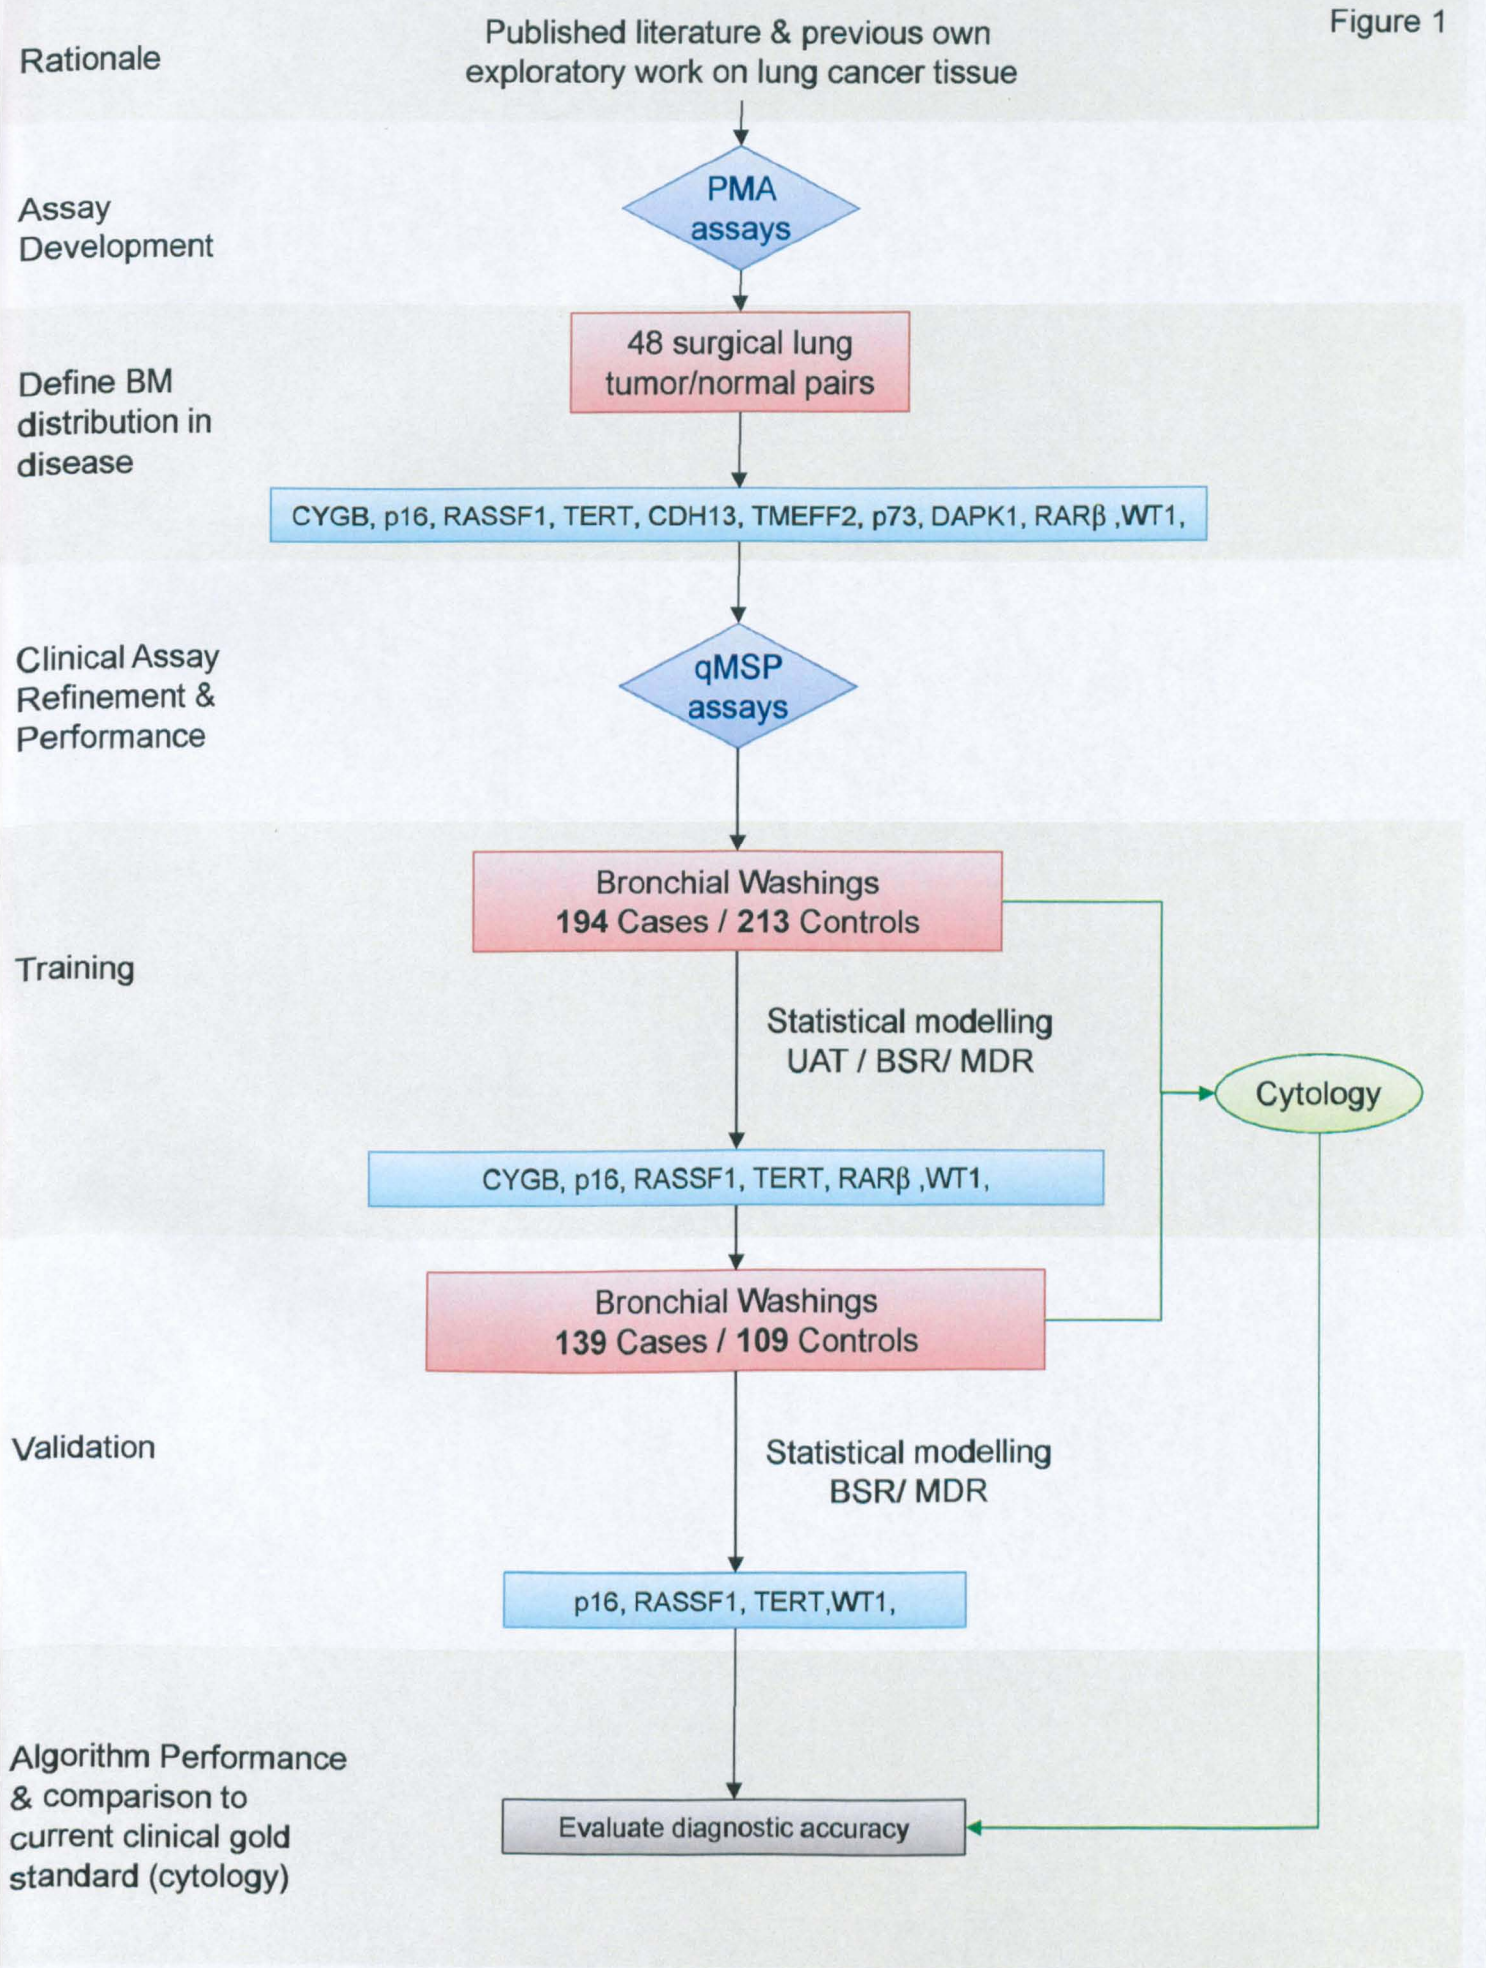 Figure 1
Rationale
Published literature & previous own
exploratory work on lung cancer tissue
Assay
Development
PMA
assays
Define BM
distribution in
disease
48 surgical lung
tumor/normal pairs
CYGB, p16, RASSF1, TERT, CDH13, TMEFF2, p73, DAPK1, RARβ ,WT1,
Clinical Assay
Refinement &
Performance
qMSP
assays
Training
Bronchial Washings
194 Cases / 213 Controls
Statistical modelling
UAT / BSR/ MDR
Cytology
CYGB, p16, RASSF1, TERT, RARβ ,WT1,
Validation
Bronchial Washings
139 Cases / 109 Controls
Statistical modelling
BSR/ MDR
p16, RASSF1, TERT,WT1,
Algorithm Performance
& comparison to
current clinical gold
standard (cytology)
Evaluate diagnostic accuracy